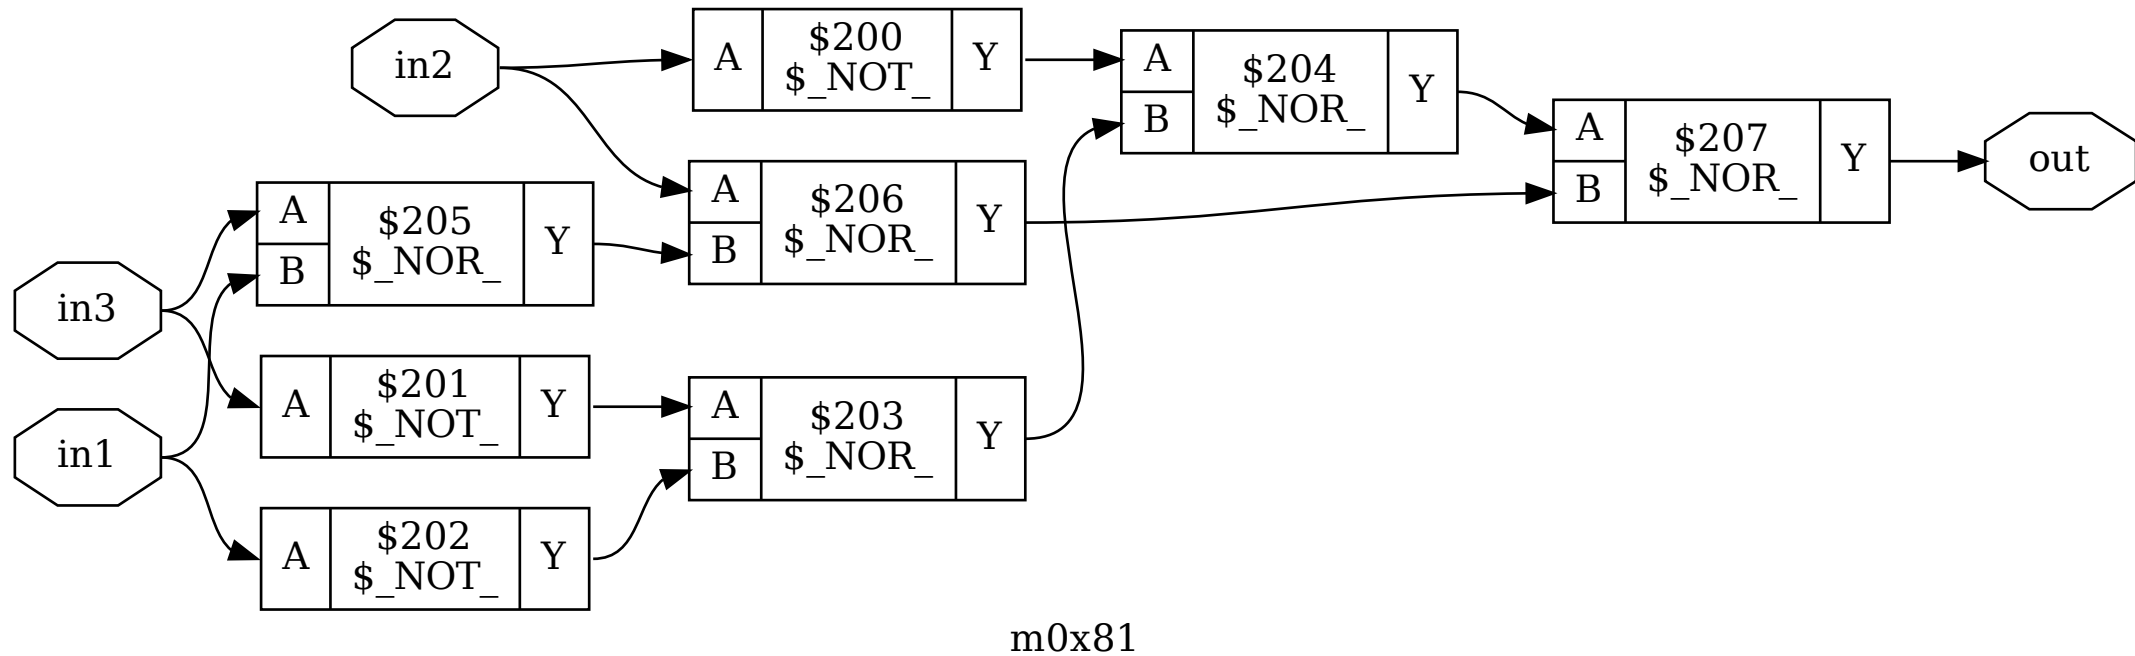 in2
A
$200
$_NOT_
Y
A
B
$204
$_NOR_
Y
A
B
$207
$_NOR_
Y
out
A
B
$206
$_NOR_
Y
in3
A
B
$205
$_NOR_
Y
A
$201
$_NOT_
Y
A
B
$203
$_NOR_
Y
in1
A
$202
$_NOT_
Y
m0x81